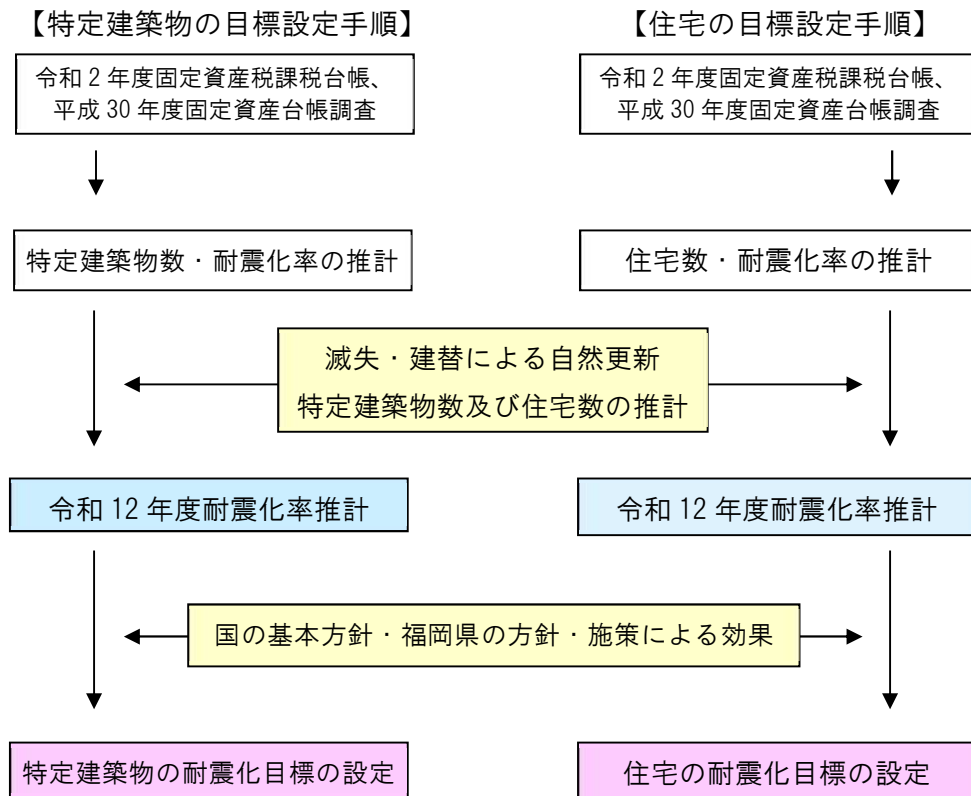 【特定建築物の目標設定手順】
【住宅の目標設定手順】
令和2年度固定資産税課税台帳、
平成30年度固定資産台帳調査
令和2年度固定資産税課税台帳、
平成30年度固定資産台帳調査
特定建築物数・耐震化率の推計
住宅数・耐震化率の推計
滅失・建替による自然更新
特定建築物数及び住宅数の推計
令和12年度耐震化率推計
令和12年度耐震化率推計
国の基本方針・福岡県の方針・施策による効果
特定建築物の耐震化目標の設定
住宅の耐震化目標の設定